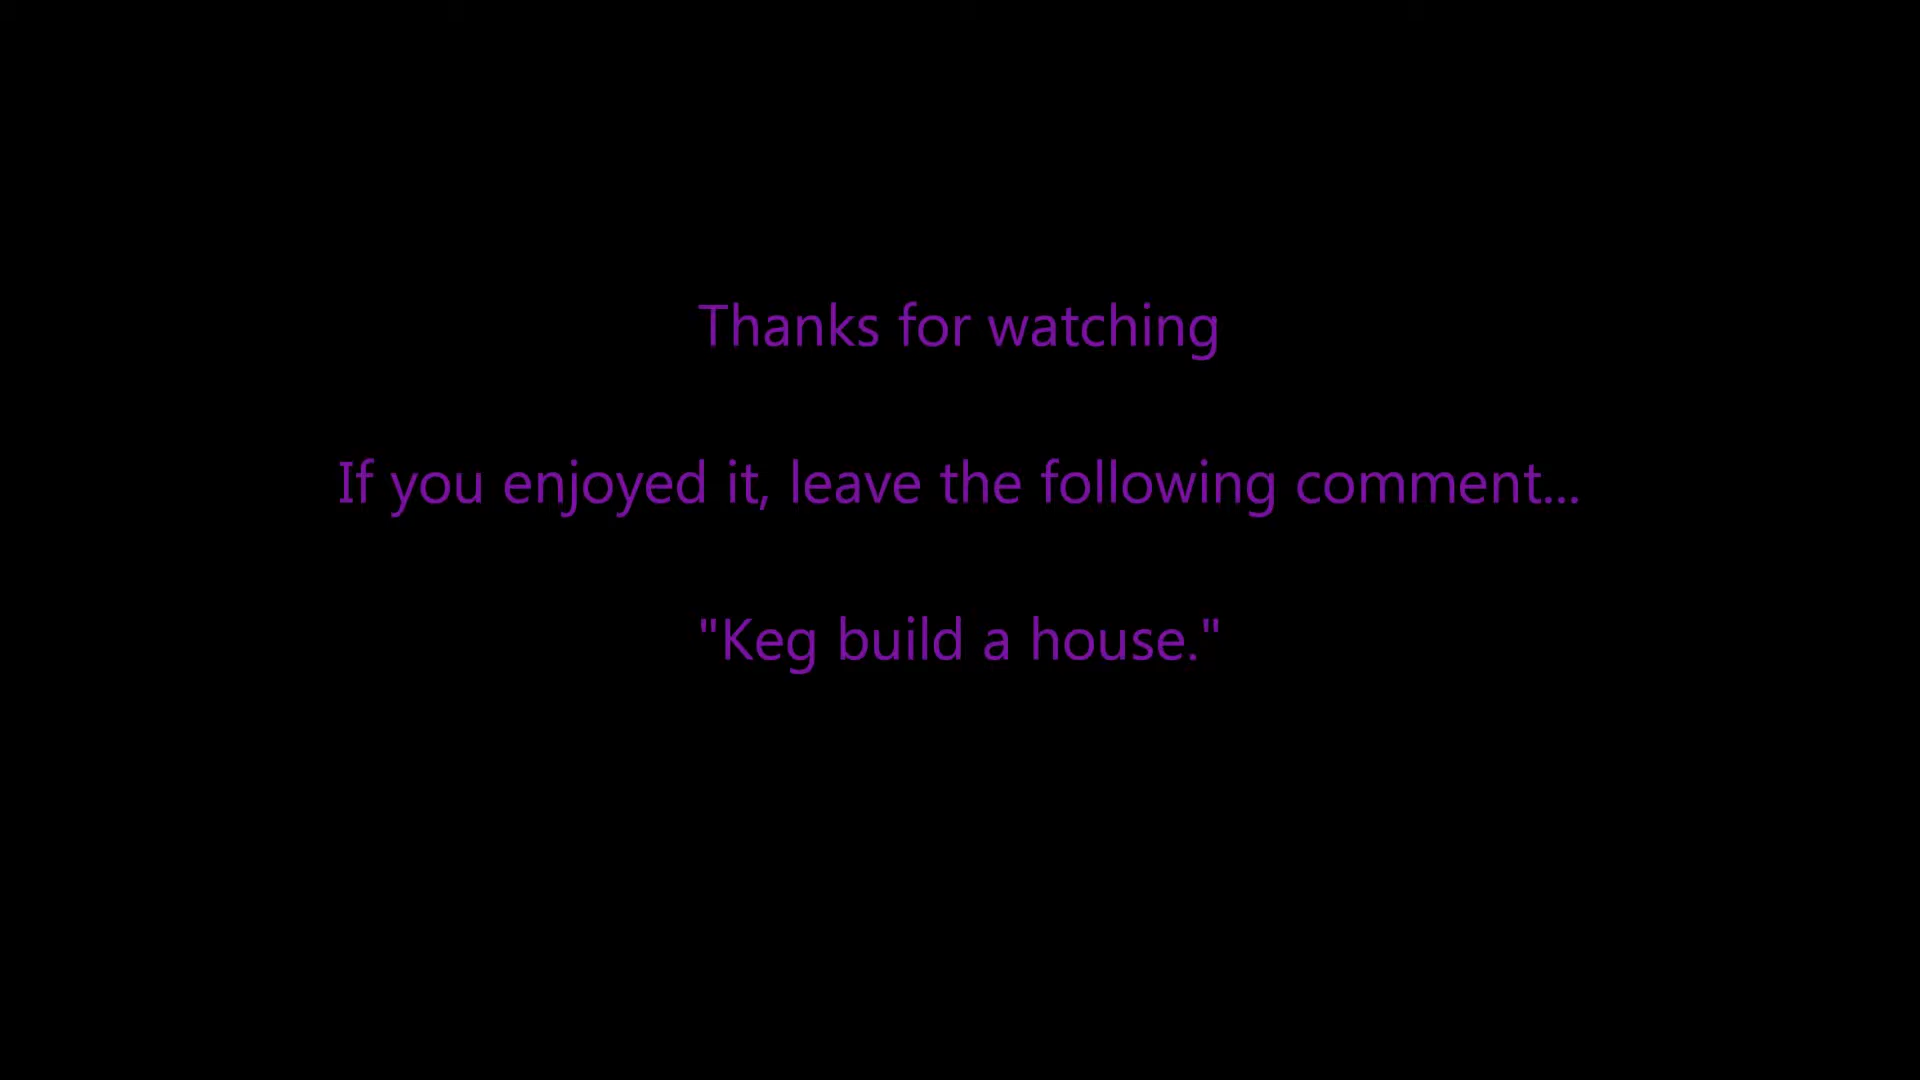 Thanks for watching
If you enjoyed it, leave the following comment...
"Keg build a house."